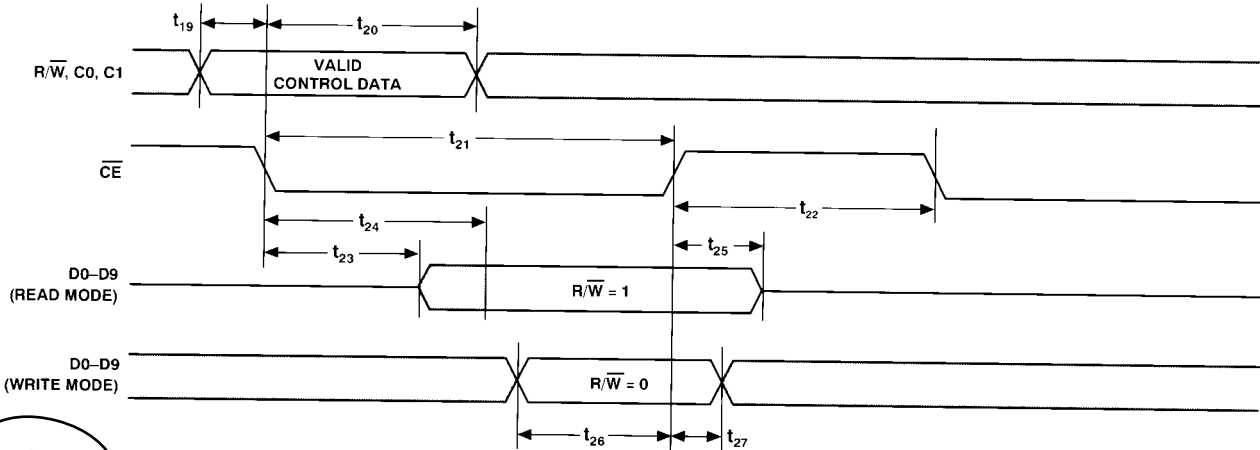 t19
t20
R/W̅, C0, C1
VALID
CONTROL DATA
t21
C̅E̅
t22
t24
t23
t25
D0–D9
(READ MODE)
R/W̅ = 1
D0–D9
(WRITE MODE)
R/W̅ = 0
t26
t27